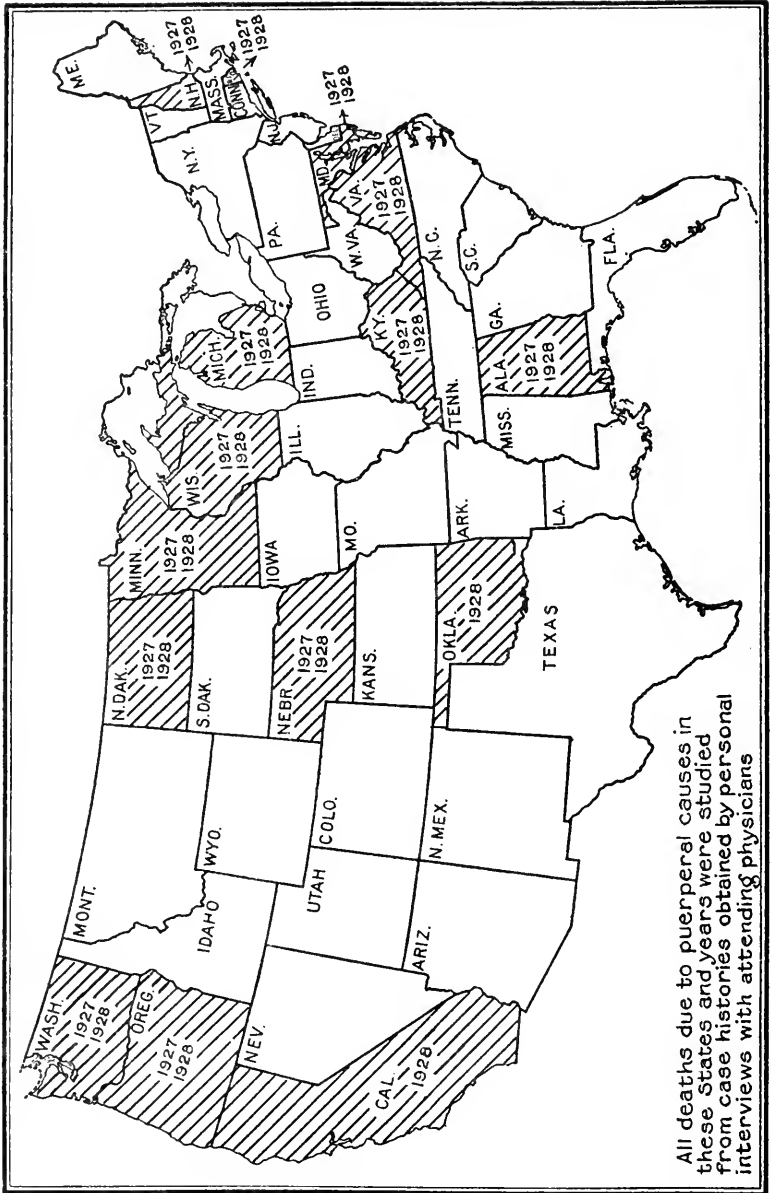 WASH.
1927
1928
OREG.
1927
1928
CAL.
1928
NEV.
IDAHO
MONT.
WYO.
UTAH
COLO.
ARIZ.
N.MEX.
N.DAK.
1927
1928
S.DAK.
NEBR.
1927
1928
KANS.
OKLA.
1928
TEXAS
MINN.
1927
1928
IOWA
MO.
ARK.
LA.
WIS.
1927
1928
ILL.
MICH.
1927
1928
IND.
OHIO
KY.
1927
1928
TENN.
MISS.
ALA.
1927
1928
GA.
FLA.
S.C.
N.C.
VA.
1927
1928
W.VA.
MD.
1927
1928
PA.
N.J.
N.Y.
CONN.
MASS.
1927
1928
VT.
N.H.
1927
1928
ME.
All deaths due to puerperal causes in
these States and years were studied
from case histories obtained by personal
interviews with attending physicians